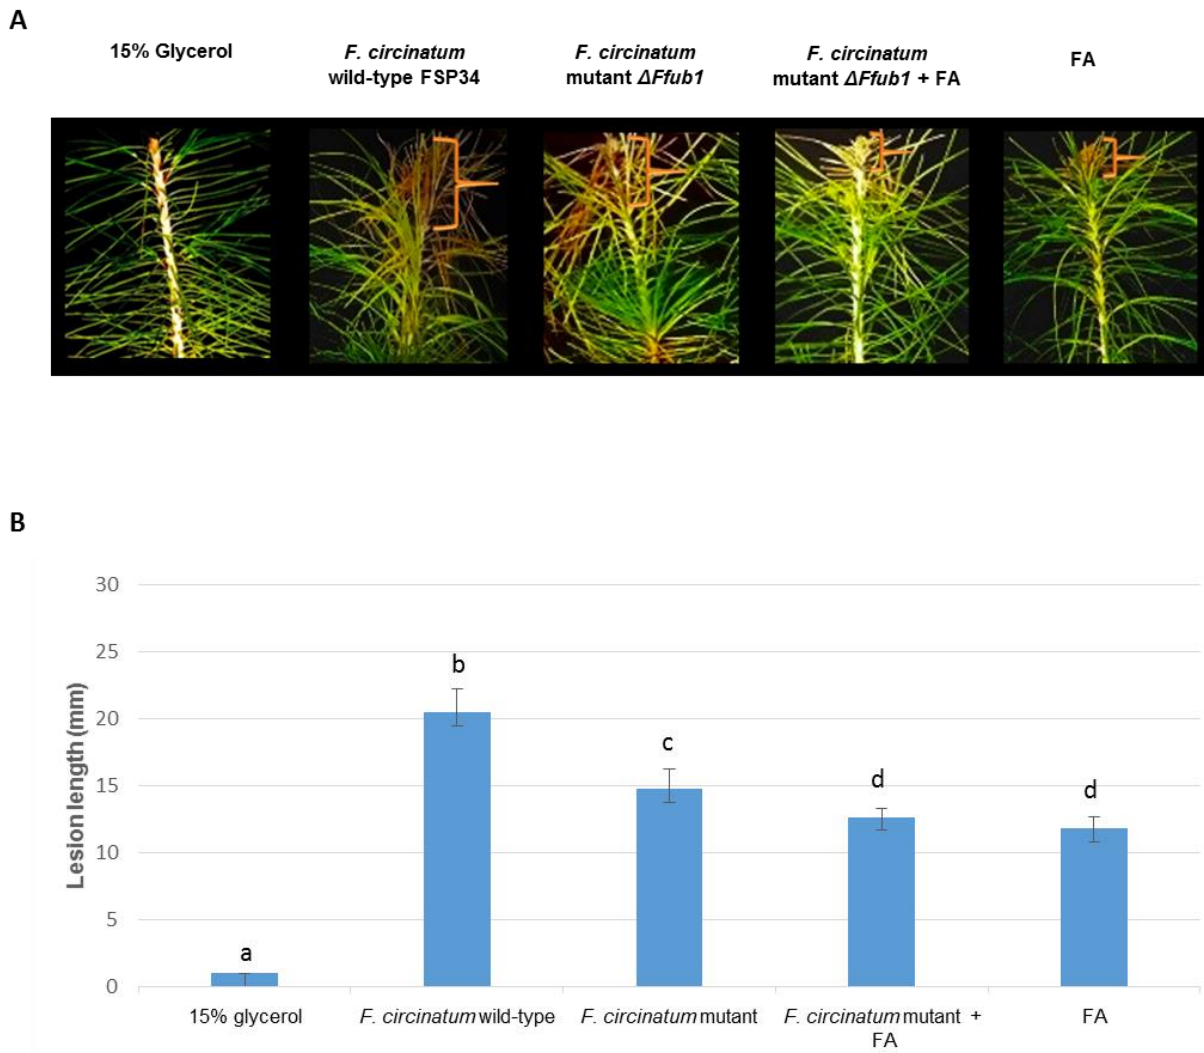 A
15% Glycerol
F. circinatum
wild-type FSP34
F. circinatum
mutant ΔFfub1
F. circinatum
mutant ΔFfub1 + FA
FA
B
30
25
20
15
10
5
0
Lesion length (mm)
a
b
c
d
d
15% glycerol
F. circinatum wild-type
F. circinatum mutant
F. circinatum mutant +
FA
FA